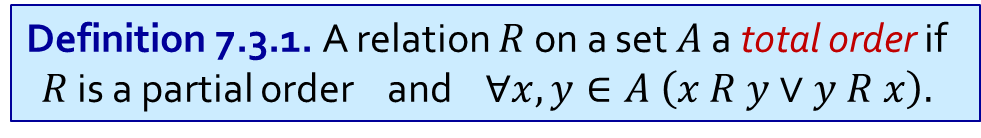 Definition 7.3.1. A relation 𝑅 on a set 𝐴 a total order if
𝑅 is a partial order and ∀𝑥, 𝑦 ∈ 𝐴 (𝑥 𝑅 𝑦 ∨ 𝑦 𝑅 𝑥).